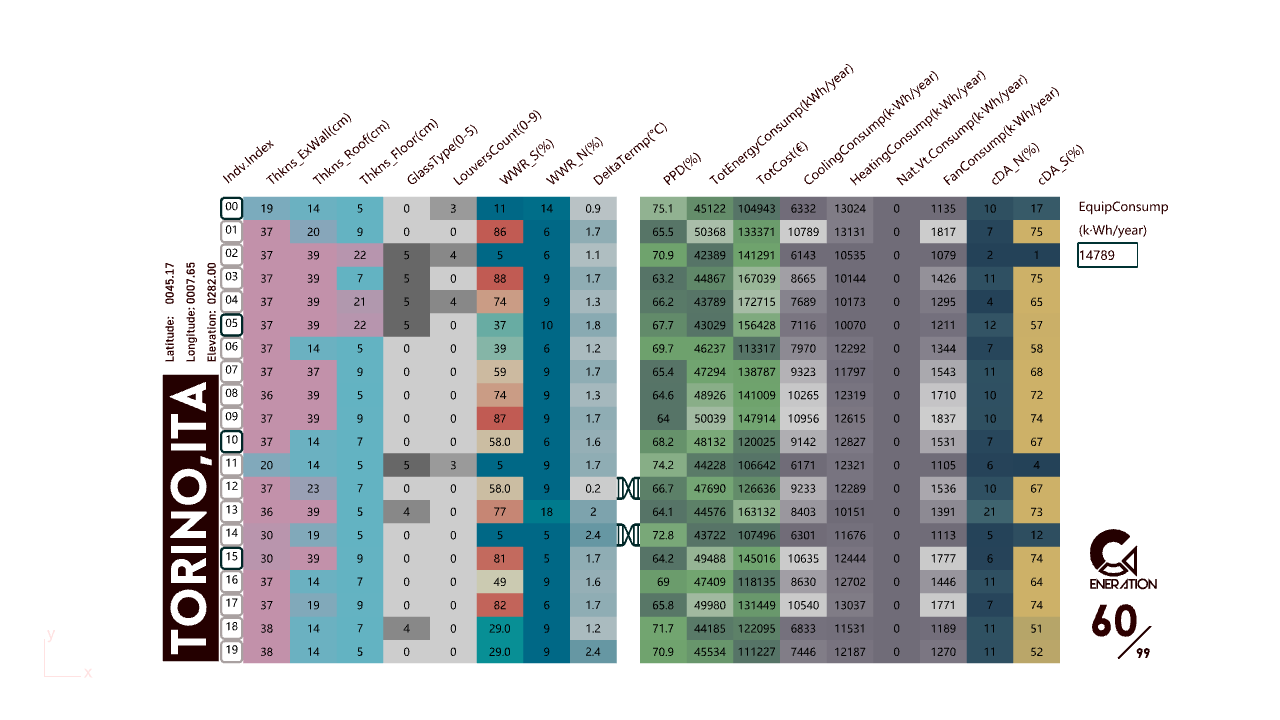 Indv.Index Thkns_ExWall(cm) Thkns_Roof(cm) Thkns_Floor(cm) GlassType(0-5) LouversCount(0-9) WWR_S(%) WWR_N(%) DeltaTermp(°C) PPD(%) TotEnergyConsump(kWh/year) TotCost(€) CoolingConsump(k·Wh/year) HeatingConsump(k·Wh/year) Nat.Vt.Consump(k·Wh/year) FanConsump(k·Wh/year) cDA_N(%) cDA_S(%)
00 19 14 5 0 3 11 14 0.9 75.1 45122 104943 6332 13024 0 1135 10 17
01 37 20 9 0 0 86 6 1.7 65.5 50368 133371 10789 13131 0 1817 7 75
02 37 39 22 5 4 5 6 1.1 70.9 42389 141291 6143 10535 0 1079 2 1
03 37 39 7 5 0 88 9 1.7 63.2 44867 167039 8665 10144 0 1426 11 75
04 37 39 21 5 4 74 9 1.3 66.2 43789 172715 7689 10173 0 1295 4 65
05 37 39 22 5 0 37 10 1.8 67.7 43029 156428 7116 10070 0 1211 12 57
06 37 14 5 0 0 39 6 1.2 69.7 46237 113317 7970 12292 0 1344 7 58
07 37 37 9 0 0 59 9 1.7 65.4 47294 138787 9323 11797 0 1543 11 68
08 36 39 5 0 0 74 9 1.3 64.6 48926 141009 10265 12319 0 1710 10 72
09 37 39 9 0 0 87 9 1.7 64 50039 147914 10956 12615 0 1837 10 74
10 37 14 7 0 0 58.0 6 1.6 68.2 48132 120025 9142 12827 0 1531 7 67
11 20 14 5 5 3 5 9 1.7 74.2 44228 106642 6171 12321 0 1105 6 4
12 37 23 7 0 0 58.0 9 0.2 66.7 47690 126636 9233 12289 0 1536 10 67
13 36 39 5 4 0 77 18 2 64.1 44576 163132 8403 10151 0 1391 21 73
14 30 19 5 0 0 5 5 2.4 72.8 43722 107496 6301 11676 0 1113 5 12
15 30 39 9 0 0 81 5 1.7 64.2 49488 145016 10635 12444 0 1777 6 74
16 37 14 7 0 0 49 9 1.6 69 47409 118135 8630 12702 0 1446 11 64
17 37 19 9 0 0 82 6 1.7 65.8 49980 131449 10540 13037 0 1771 7 74
18 38 14 7 4 0 29.0 9 1.2 71.7 44185 122095 6833 11531 0 1189 11 51
19 38 14 5 0 0 29.0 9 2.4 70.9 45534 111227 7446 12187 0 1270 11 52
Latitude: 0045.17
Longitude: 0007.65
Elevation: 0282.00
TORINO,ITA
EquipConsump
(k·Wh/year)
14789
ENERATION
60/99
y
x